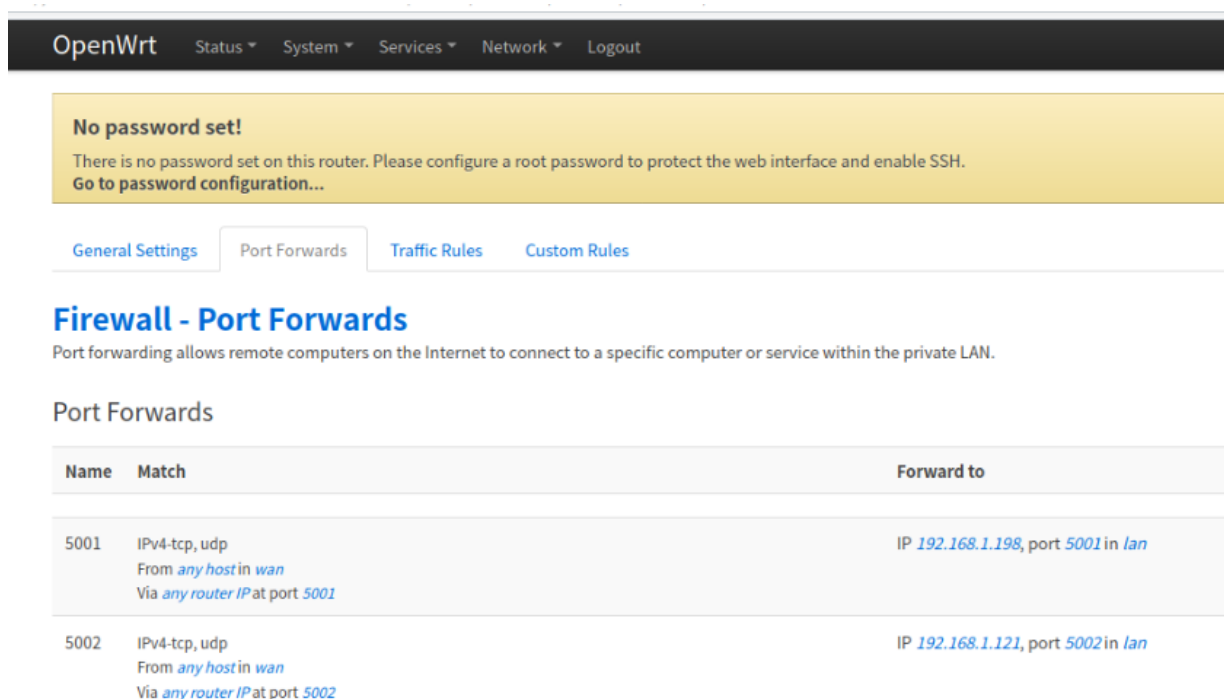 OpenWrt Status System Services Network Logout
No password set!
There is no password set on this router. Please configure a root password to protect the web interface and enable SSH.
Go to password configuration...
General Settings Port Forwards Traffic Rules Custom Rules
Firewall - Port Forwards
Port forwarding allows remote computers on the Internet to connect to a specific computer or service within the private LAN.
Port Forwards
Name Match Forward to
5001 IPv4-tcp, udp IP 192.168.1.198, port 5001 in lan
From any host in wan
Via any router IP at port 5001
5002 IPv4-tcp, udp IP 192.168.1.121, port 5002 in lan
From any host in wan
Via any router IP at port 5002